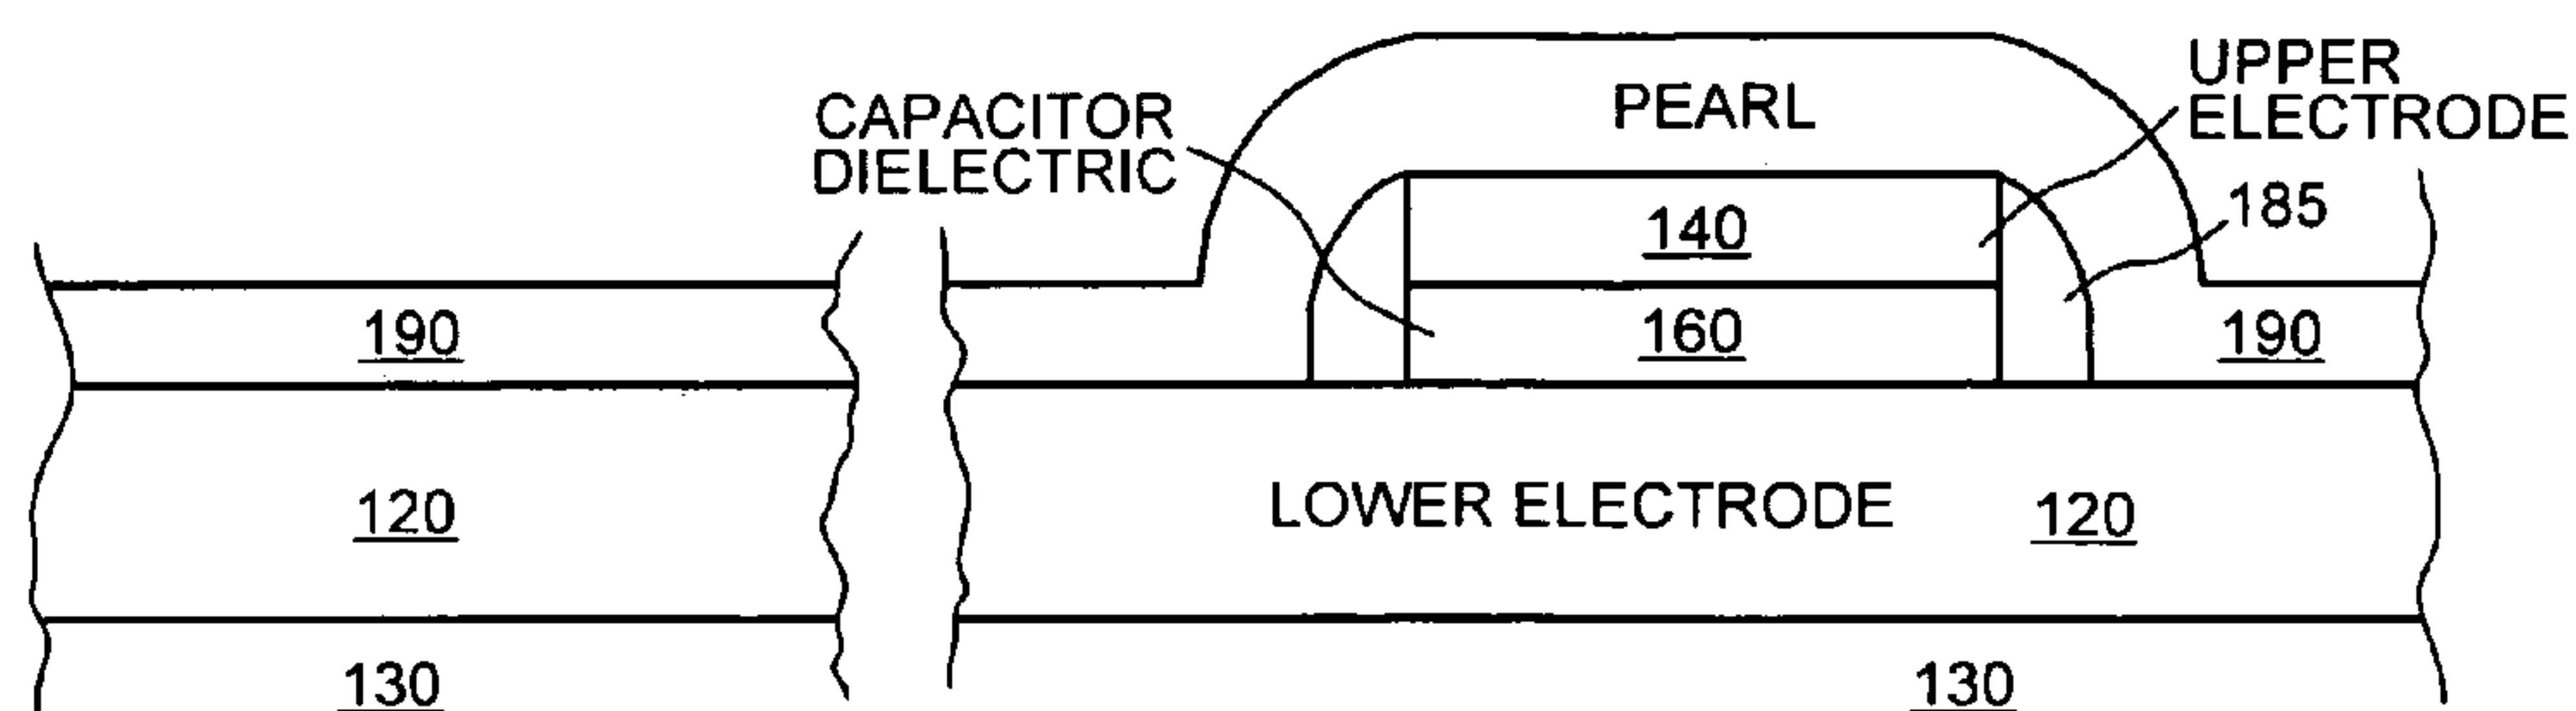 CAPACITOR
DIELECTRIC
PEARL
UPPER
ELECTRODE
185
140
160
190
190
120
LOWER ELECTRODE
120
130
130